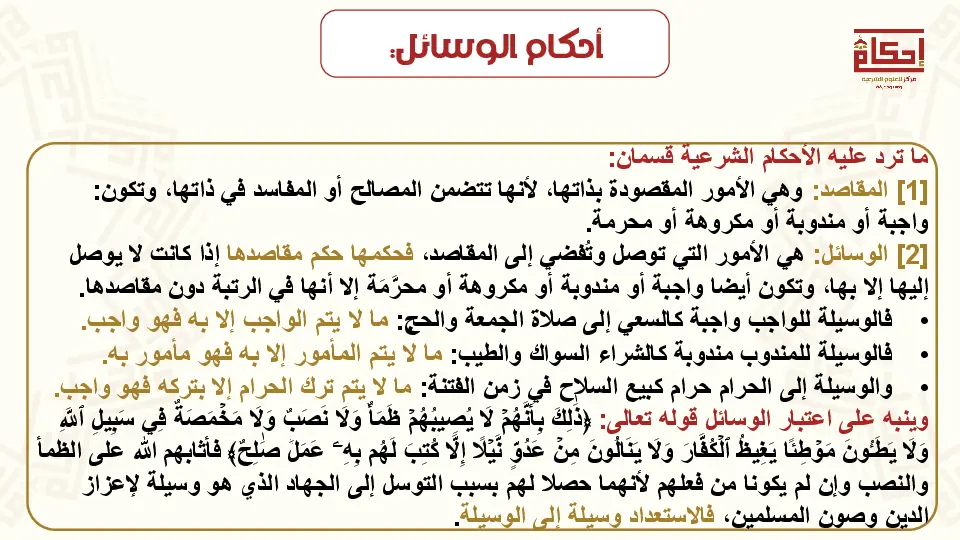 أحكام الوسائل:
إحكام
مركز للعلوم الشرعية
ما ترد عليه الأحكام الشرعية قسمان:
[1] المقاصد: وهي الأمور المقصودة بذاتها، لأنها تتضمن المصالح أو المفاسد في ذاتها، وتكون:
واجبة أو مندوبة أو مكروهة أو محرمة.
[2] الوسائل: هي الأمور التي توصل وتُفضي إلى المقاصد، فحكمها حكم مقاصدها إذا كانت لا يوصل
إليها إلا بها، وتكون أيضا واجبة أو مندوبة أو مكروهة أو محرَّمَة إلا أنها في الرتبة دون مقاصدها.
• فالوسيلة للواجب واجبة كالسعي إلى صلاة الجمعة والحج: ما لا يتم الواجب إلا به فهو واجب.
• فالوسيلة للمندوب مندوبة كالشراء السواك والطيب: ما لا يتم المأمور إلا به فهو مأمور به.
• والوسيلة إلى الحرام حرام كبيع السلاح في زمن الفتنة: ما لا يتم ترك الحرام إلا بتركه فهو واجب.
وينبه على اعتبار الوسائل قوله تعالى: ﴿ذَٰلِكَ بِأَنَّهُمۡ لَا يُصِيبُهُمۡ ظَمَأٞ وَلَا نَصَبٞ وَلَا مَخۡمَصَةٞ فِي سَبِيلِ ٱللَّهِ
وَلَا يَطَـُٔونَ مَوۡطِئٗا يَغِيظُ ٱلۡكُفَّارَ وَلَا يَنَالُونَ مِنۡ عَدُوّٖ نَّيۡلًا إِلَّا كُتِبَ لَهُم بِهِۦ عَمَلٞ صَٰلِحٌ﴾ فأثابهم الله على الظمأ
والنصب وإن لم يكونا من فعلهم لأنهما حصلا لهم بسبب التوسل إلى الجهاد الذي هو وسيلة لإعزاز
الدين وصون المسلمين، فالاستعداد وسيلة إلى الوسيلة.